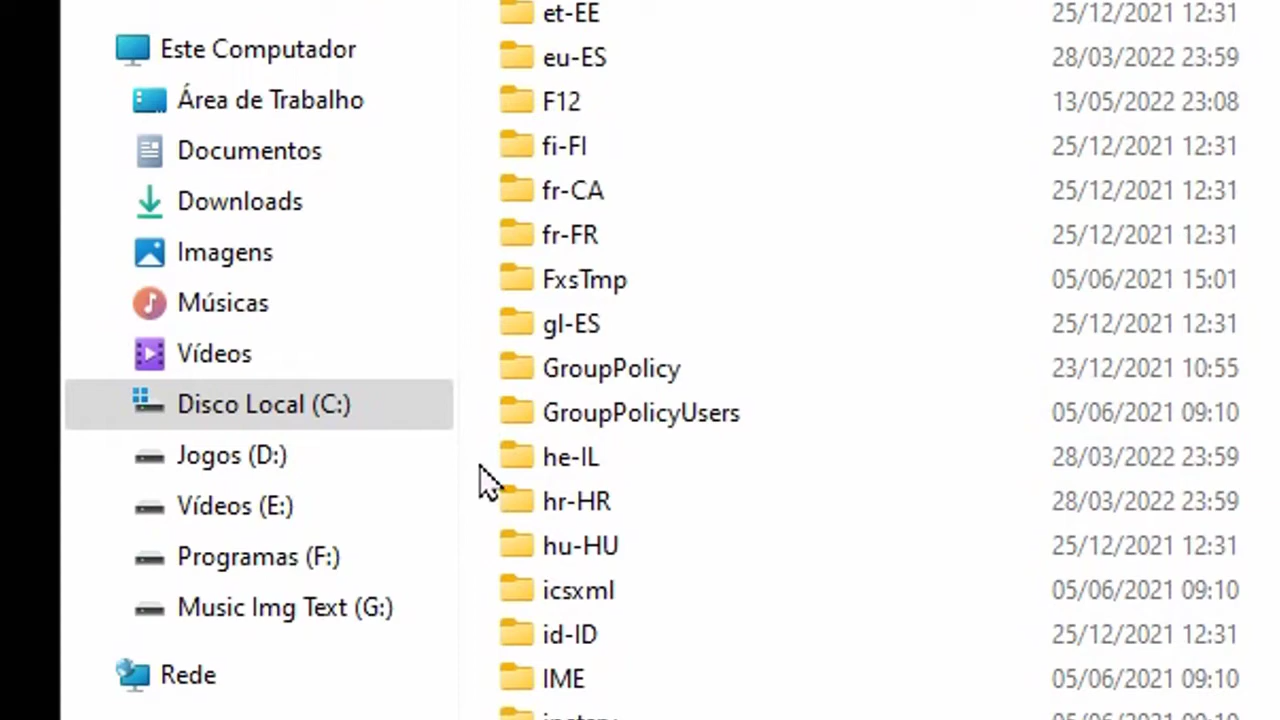 Este Computador
Área de Trabalho
Documentos
Downloads
Imagens
Músicas
Vídeos
Disco Local (C:)
Jogos (D:)
Vídeos (E:)
Programas (F:)
Music Img Text (G:)
Rede
et-EE 25/12/2021 12:31
eu-ES 28/03/2022 23:59
F12 13/05/2022 23:08
fi-FI 25/12/2021 12:31
fr-CA 25/12/2021 12:31
fr-FR 25/12/2021 12:31
FxsTmp 05/06/2021 15:01
gl-ES 25/12/2021 12:31
GroupPolicy 23/12/2021 10:55
GroupPolicyUsers 05/06/2021 09:10
he-IL 28/03/2022 23:59
hr-HR 28/03/2022 23:59
hu-HU 25/12/2021 12:31
icsxml 05/06/2021 09:10
id-ID 25/12/2021 12:31
IME 05/06/2021 09:10